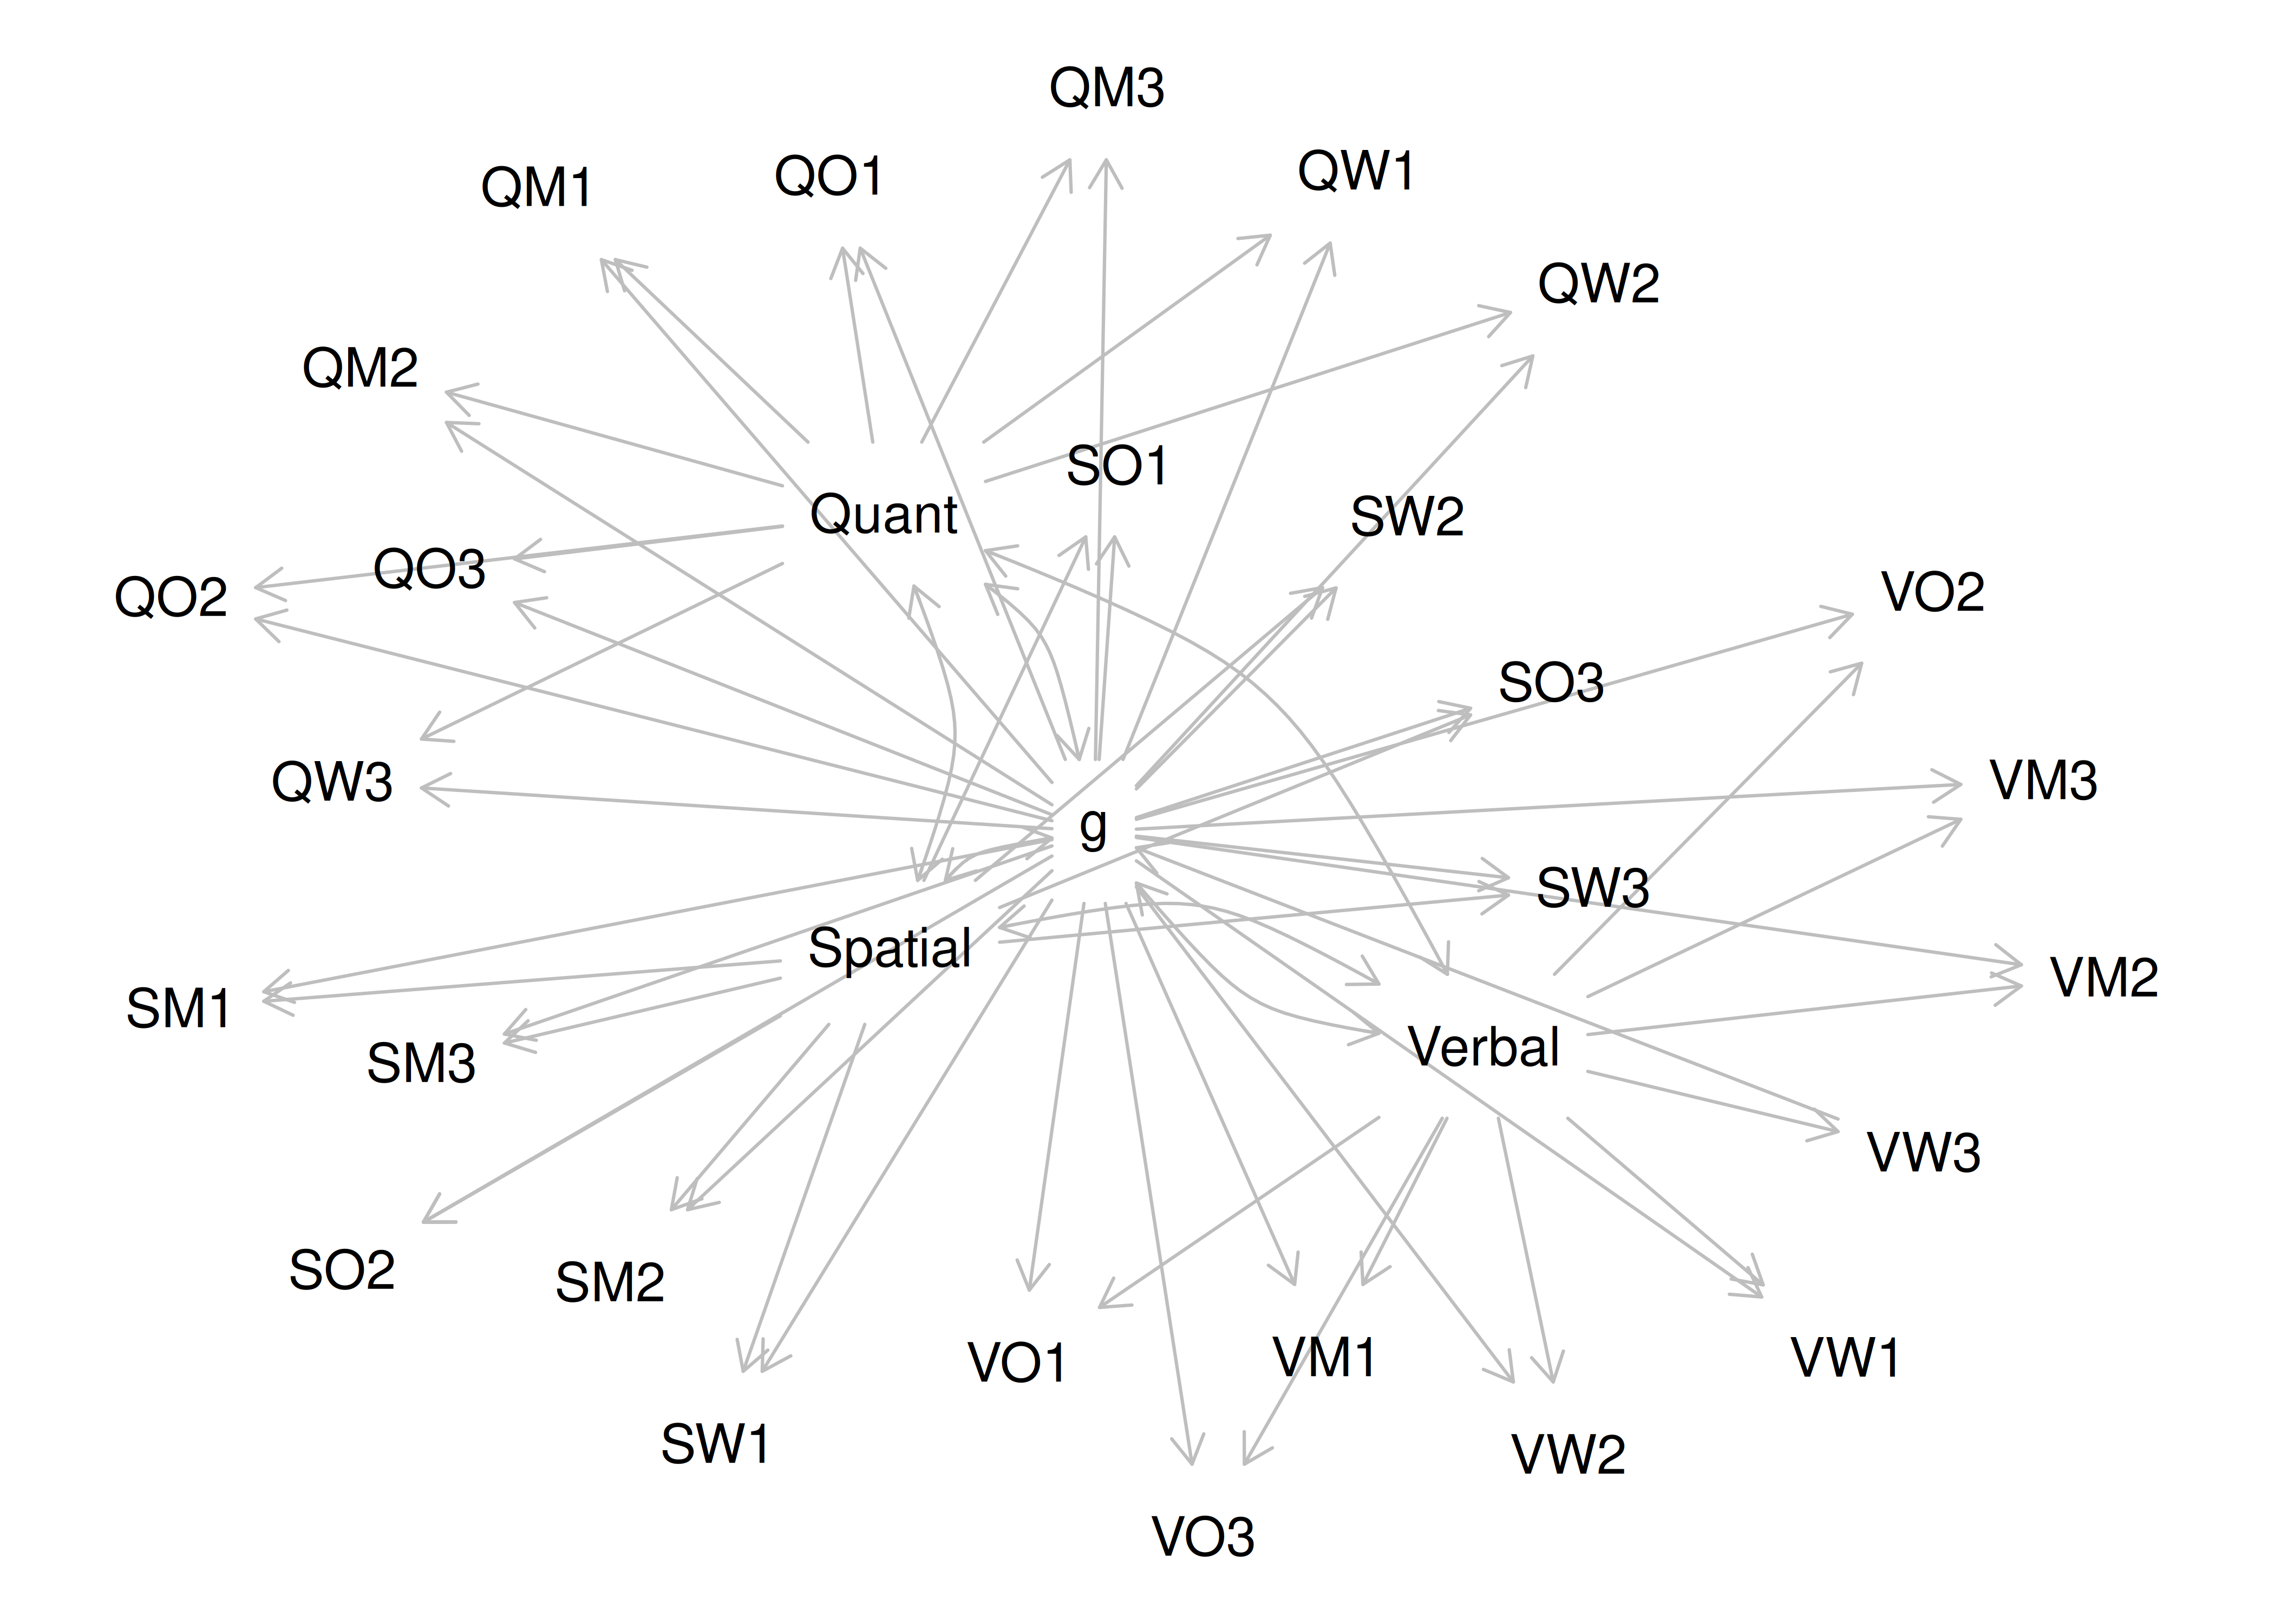 QM3
QW1
QO1
QM1
QW2
QM2
SO1
Quant
SW2
QO3
QO2
VO2
SO3
QW3
VM3
g
SW3
Spatial
VM2
SM1
Verbal
SM3
VW3
SO2
SM2
VO1
VM1
VW1
SW1
VW2
VO3